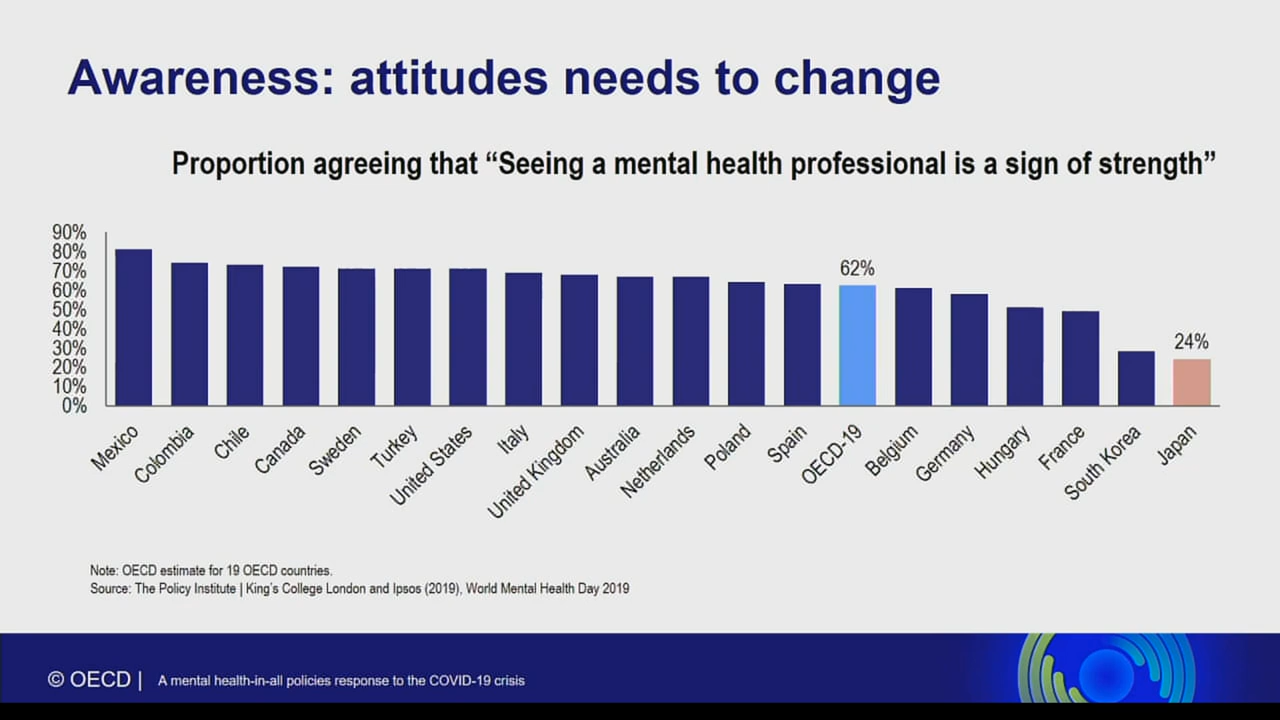 Awareness: attitudes needs to change
Proportion agreeing that “Seeing a mental health professional is a sign of strength”
90%
80%
70%
60%
50%
40%
30%
20%
10%
0%
62%
24%
Mexico
Colombia
Chile
Canada
Sweden
Turkey
United States
Italy
United Kingdom
Australia
Netherlands
Poland
Spain
OECD-19
Belgium
Germany
Hungary
France
South Korea
Japan
Note: OECD estimate for 19 OECD countries.
Source: The Policy Institute | King’s College London and Ipsos (2019), World Mental Health Day 2019
© OECD | A mental health-in-all policies response to the COVID-19 crisis